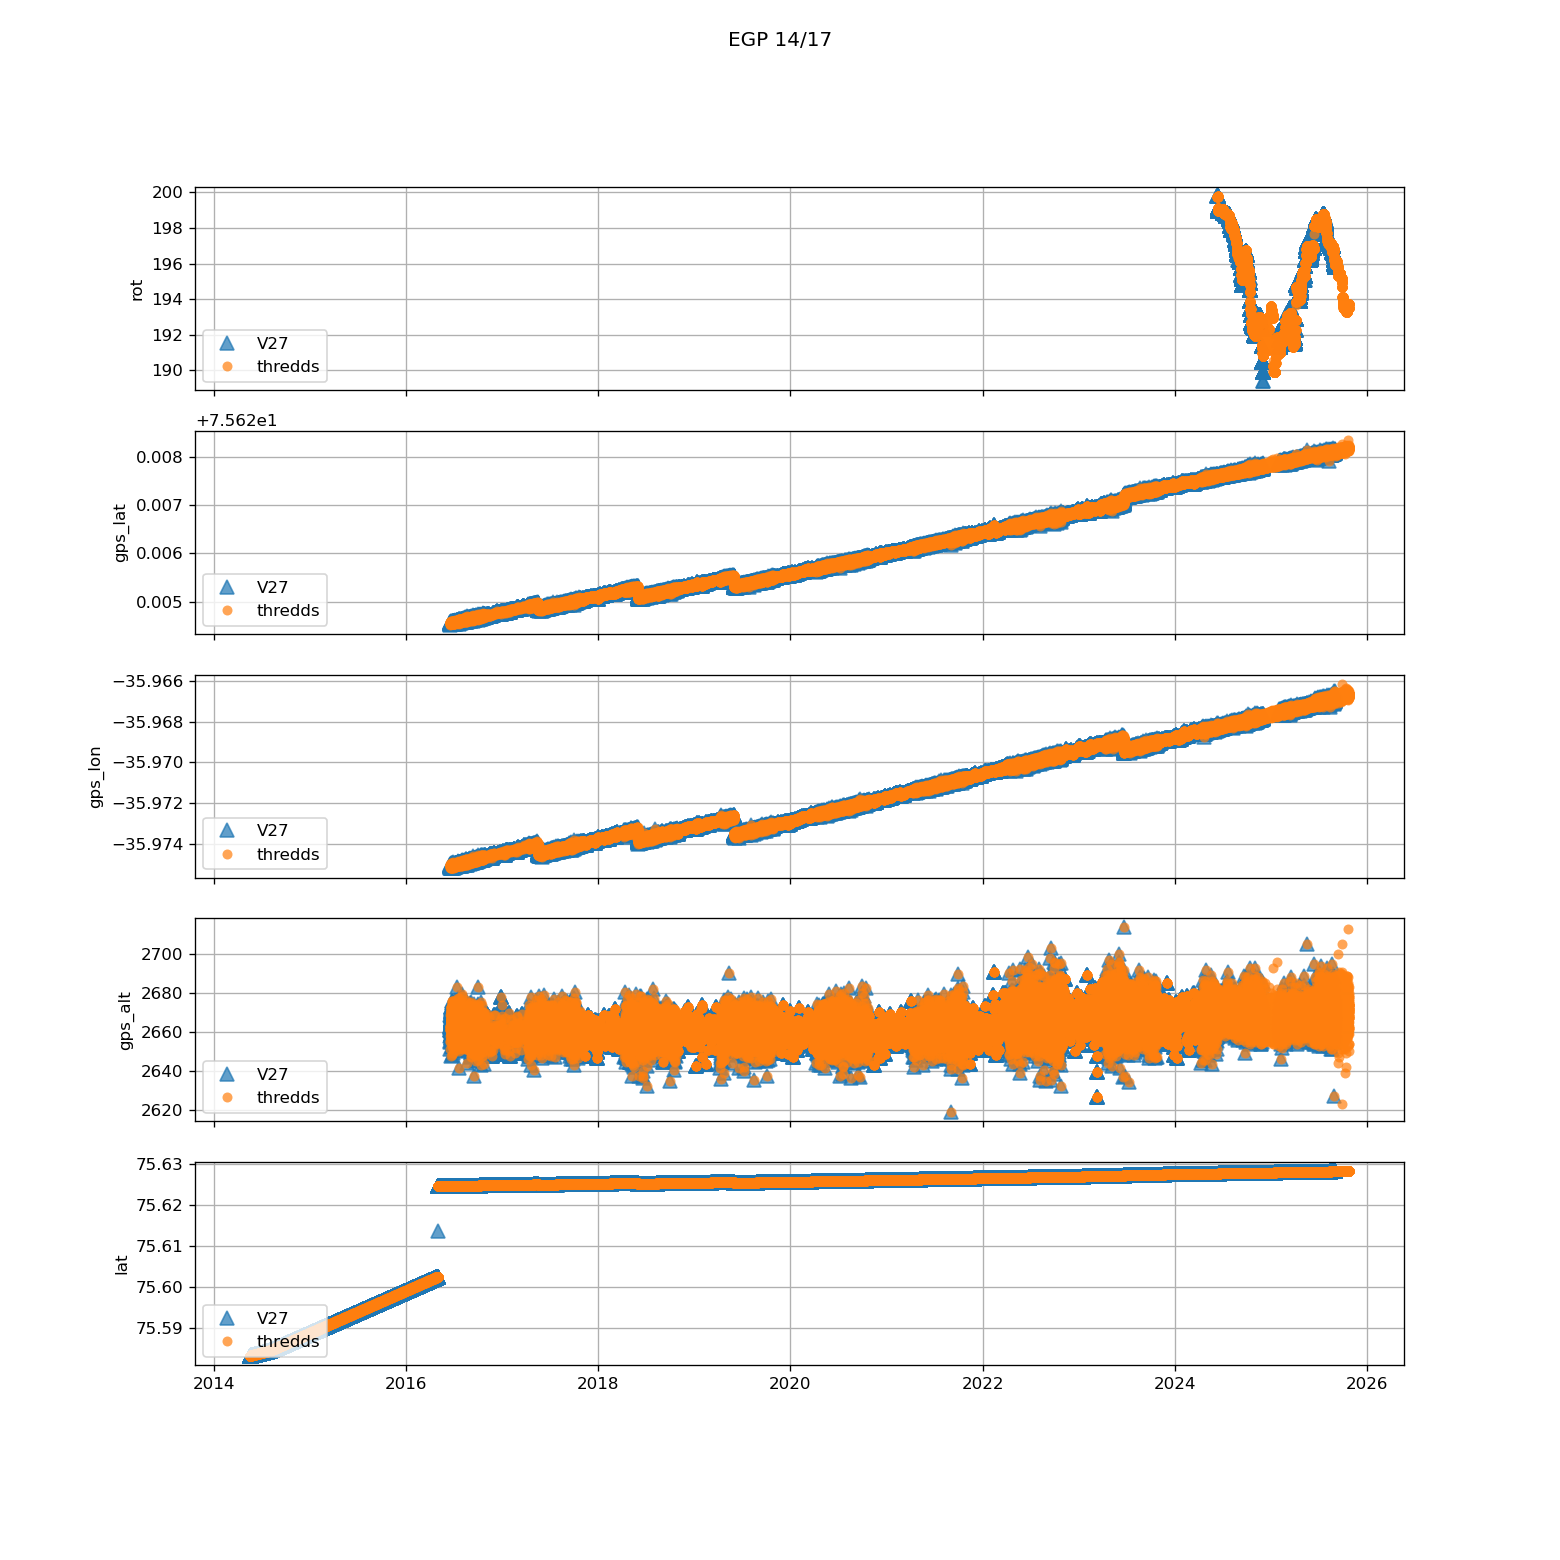 EGP 14/17
200
198
196
194
192
190
rot
V27
thredds
+7.562e1
0.008
0.007
0.006
0.005
gps_lat
V27
thredds
−35.966
−35.968
−35.970
−35.972
−35.974
gps_lon
V27
thredds
2700
2680
2660
2640
2620
gps_alt
V27
thredds
75.63
75.62
75.61
75.60
75.59
lat
V27
thredds
2014 2016 2018 2020 2022 2024 2026